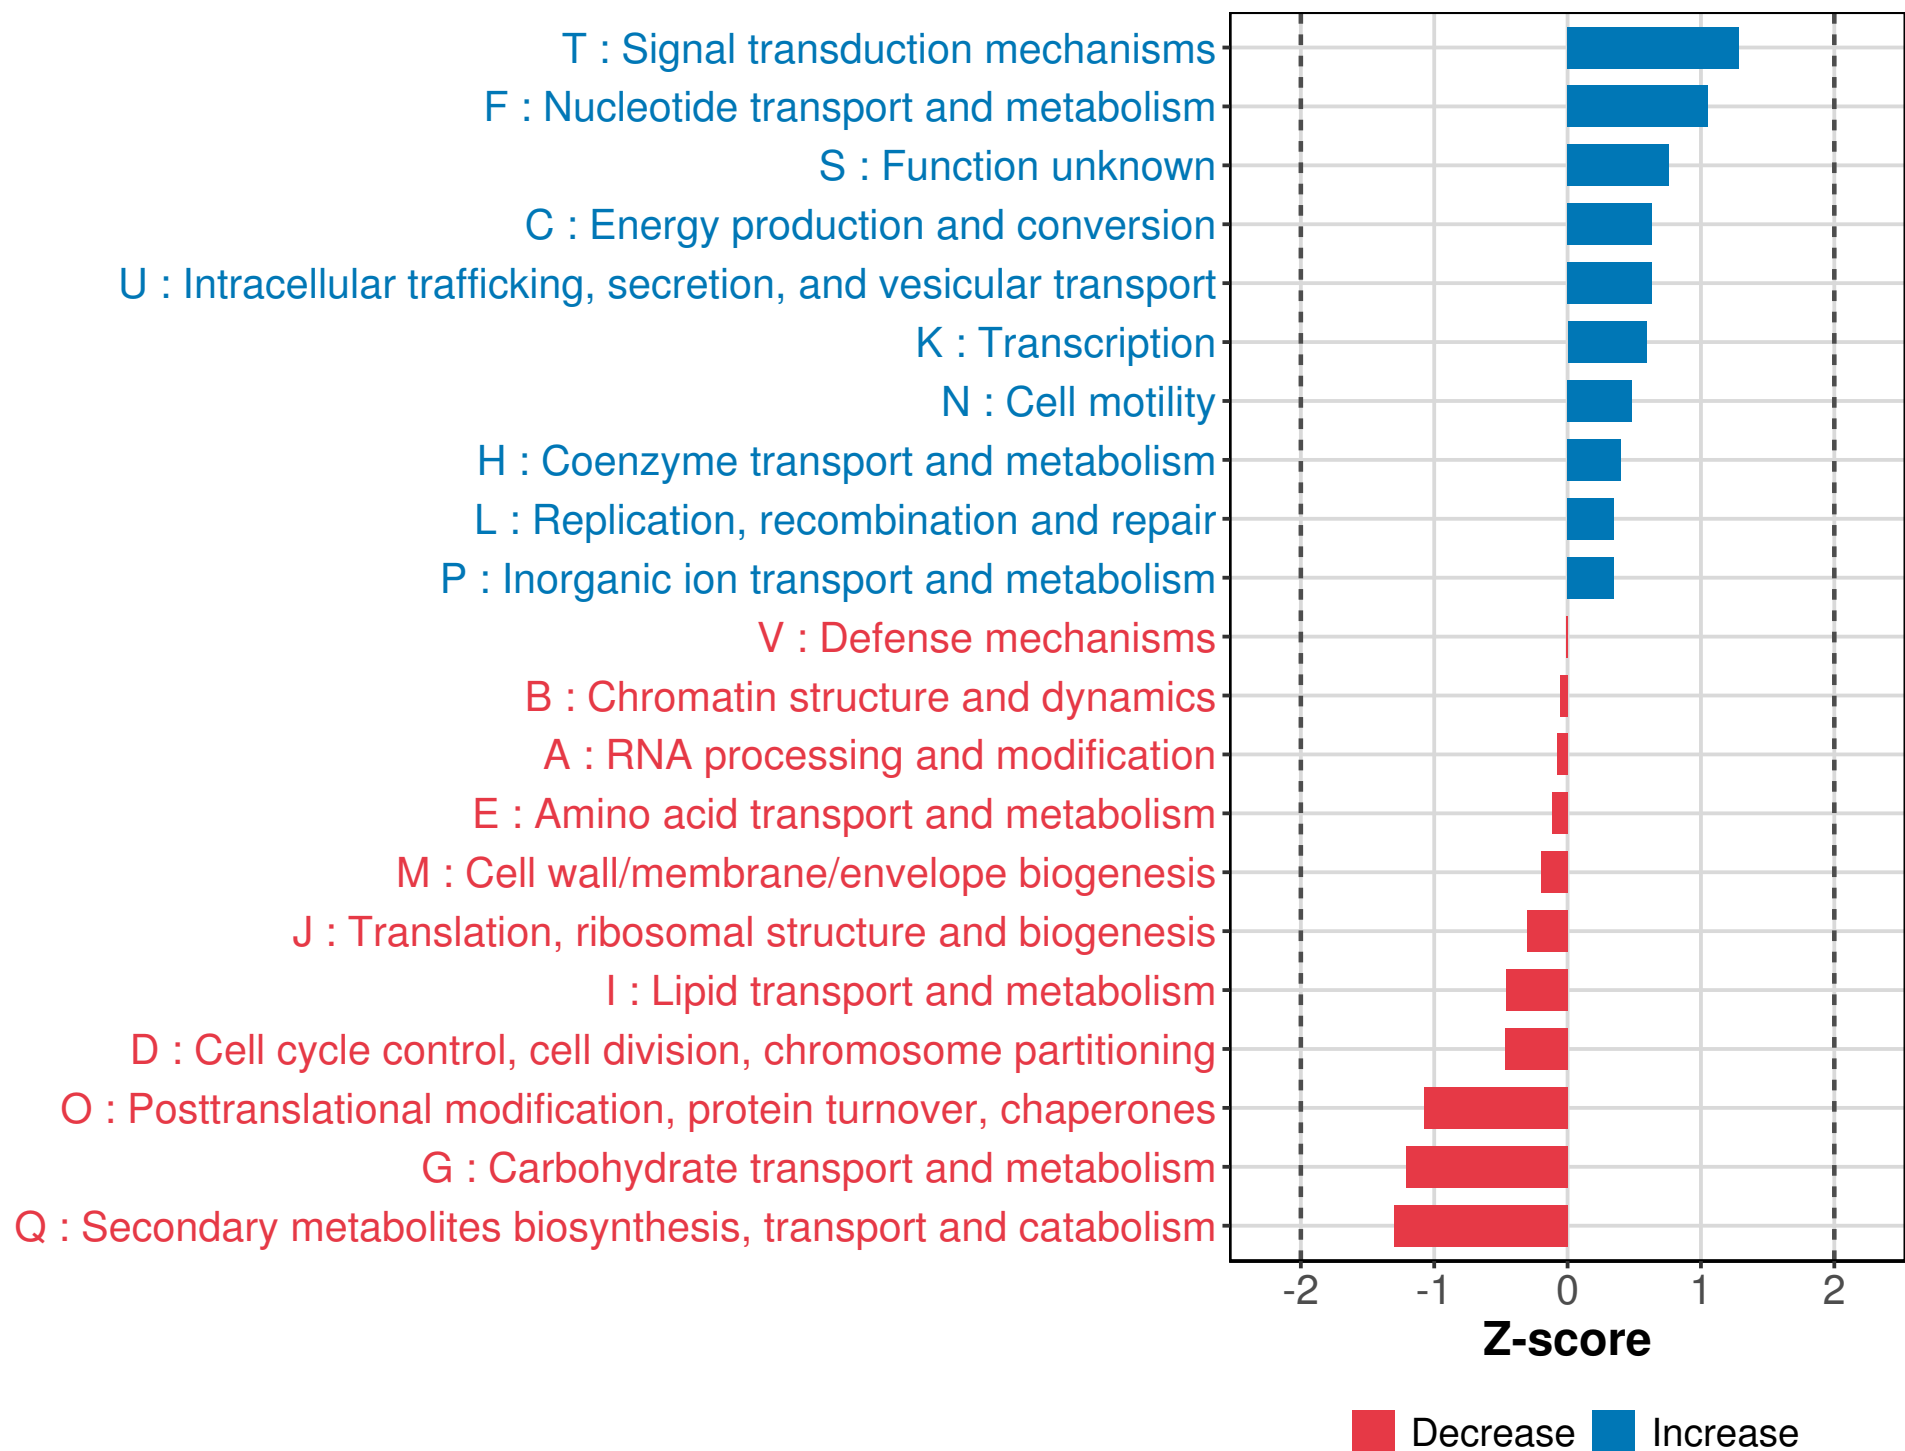 T : Signal transduction mechanisms
F : Nucleotide transport and metabolism
S : Function unknown
C : Energy production and conversion
U : Intracellular trafficking, secretion, and vesicular transport
K : Transcription
N : Cell motility
H : Coenzyme transport and metabolism
L : Replication, recombination and repair
P : Inorganic ion transport and metabolism
V : Defense mechanisms
B : Chromatin structure and dynamics
A : RNA processing and modification
E : Amino acid transport and metabolism
M : Cell wall/membrane/envelope biogenesis
J : Translation, ribosomal structure and biogenesis
I : Lipid transport and metabolism
D : Cell cycle control, cell division, chromosome partitioning
O : Posttranslational modification, protein turnover, chaperones
G : Carbohydrate transport and metabolism
Q : Secondary metabolites biosynthesis, transport and catabolism
-2 -1 0 1 2
Z-score
Decrease Increase